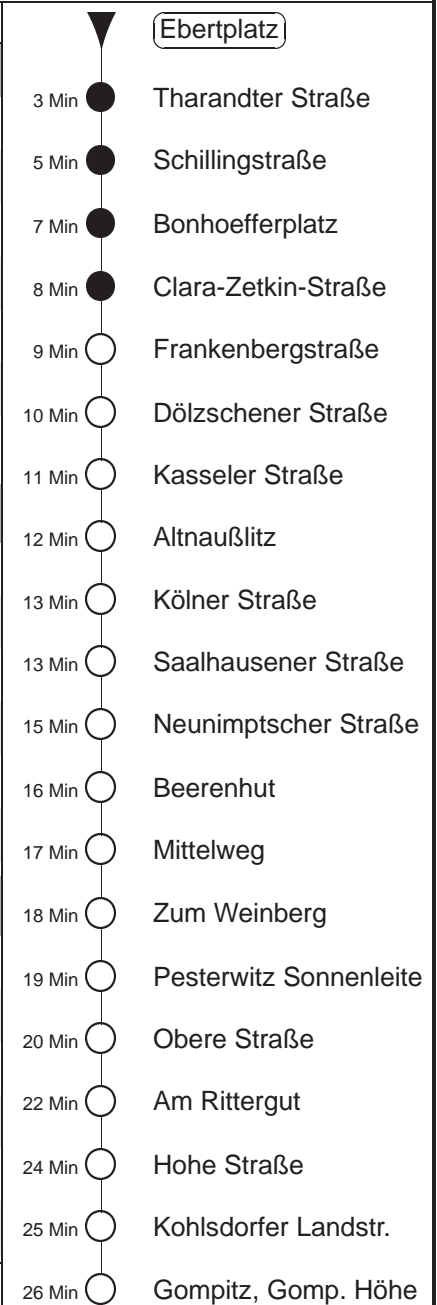 Ebertplatz
3 Min Tharandter Straße
5 Min Schillingstraße
7 Min Bonhoefferplatz
8 Min Clara-Zetkin-Straße
9 Min Frankenbergstraße
10 Min Dölzschener Straße
11 Min Kasseler Straße
12 Min Altnaußlitz
13 Min Kölner Straße
13 Min Saalhausener Straße
15 Min Neunimptscher Straße
16 Min Beerenhut
17 Min Mittelweg
18 Min Zum Weinberg
19 Min Pesterwitz Sonnenleite
20 Min Obere Straße
22 Min Am Rittergut
24 Min Hohe Straße
25 Min Kohlsdorfer Landstr.
26 Min Gompitz, Gomp. Höhe